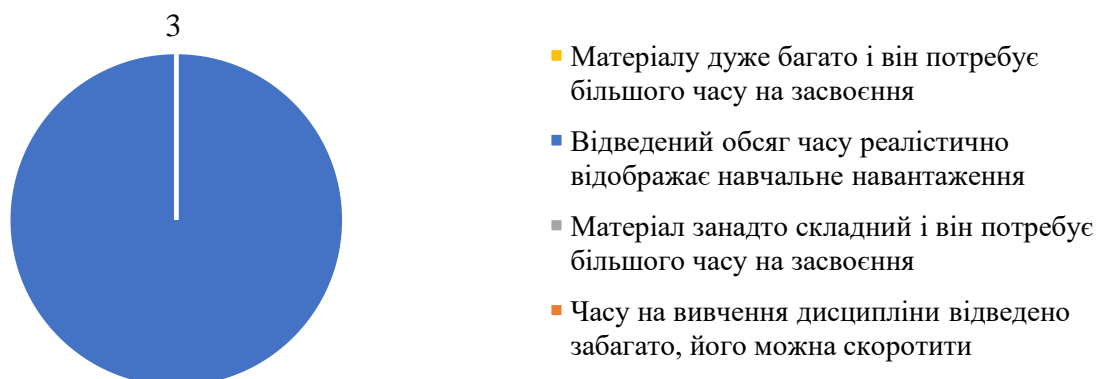 3
Матеріалу дуже багато і він потребує
більшого часу на засвоєння
Відведений обсяг часу реалістично
відображає навчальне навантаження
Матеріал занадто складний і він потребує
більшого часу на засвоєння
Часу на вивчення дисципліни відведено
забагато, його можна скоротити